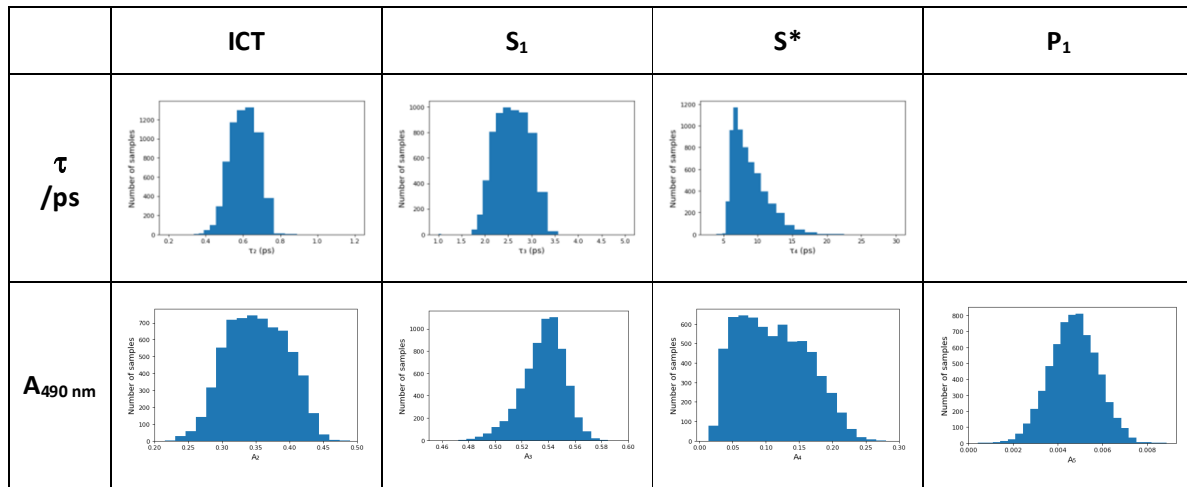 ICT S₁ S* P₁
τ /ps
Number of samples
1200
1000
800
600
400
200
0
0.2 0.4 0.6 0.8 1.0 1.2
τ₂ (ps)
Number of samples
1000
800
600
400
200
0
1.0 1.5 2.0 2.5 3.0 3.5 4.0 4.5 5.0
τ₃ (ps)
Number of samples
1200
1000
800
600
400
200
0
5 10 15 20 25 30
τ₄ (ps)
A490 nm
Number of samples
700
600
500
400
300
200
100
0
0.20 0.25 0.30 0.35 0.40 0.45 0.50
A₂
Number of samples
1000
800
600
400
200
0
0.46 0.48 0.50 0.52 0.54 0.56 0.58 0.60
A₃
Number of samples
600
500
400
300
200
100
0
0.00 0.05 0.10 0.15 0.20 0.25 0.30
A₄
Number of samples
800
700
600
500
400
300
200
100
0
0.000 0.002 0.004 0.006 0.008
A₅